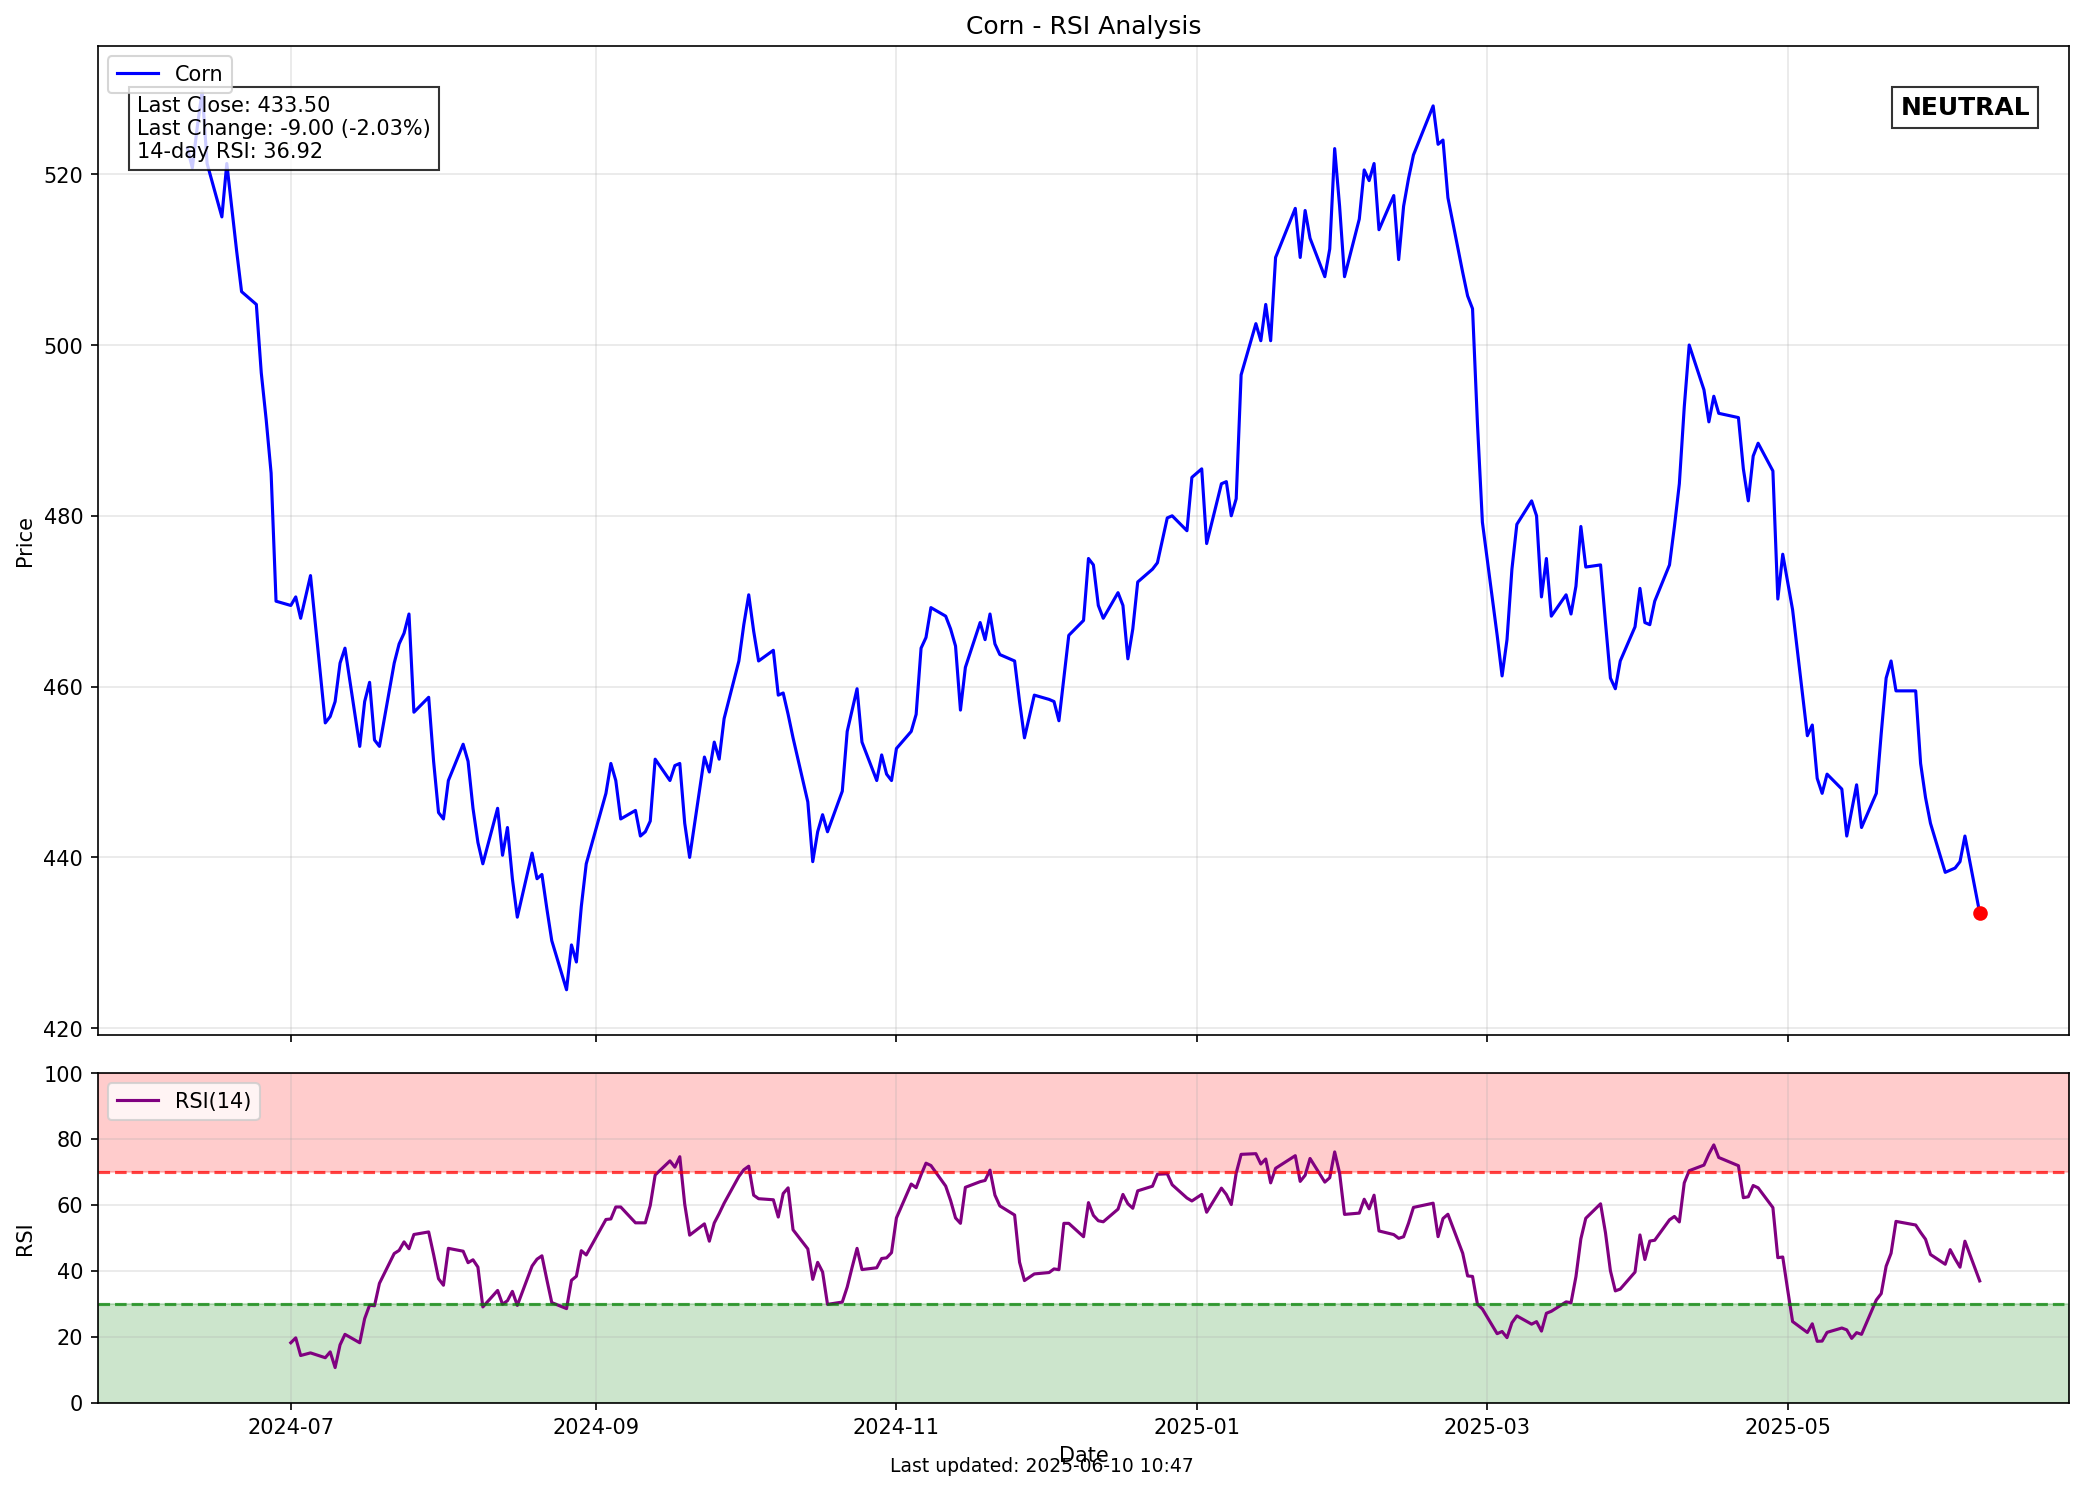 Corn - RSI Analysis
Corn
Last Close: 433.50
Last Change: -9.00 (-2.03%)
14-day RSI: 36.92
NEUTRAL
Price
520
500
480
460
440
420
RSI(14)
RSI
100
80
60
40
20
0
2024-07
2024-09
2024-11
2025-01
2025-03
2025-05
Date
Last updated: 2025-06-10 10:47